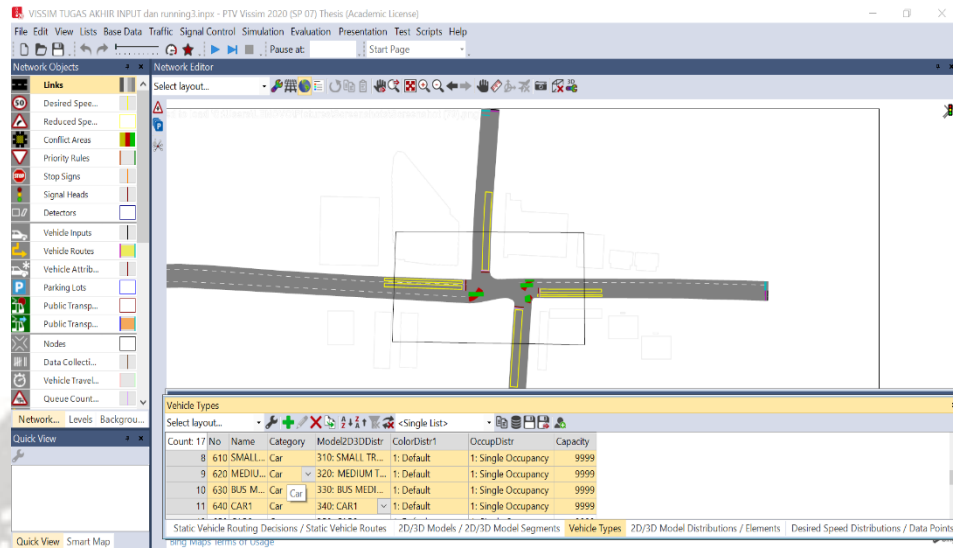 VISSIM TUGAS AKHIR INPUT dan running3.inpx - PTV Vissim 2020 (SP 07) Thesis (Academic License)
File Edit View Lists Base Data Traffic Signal Control Simulation Evaluation Presentation Test Scripts Help
Pause at: Start Page
Network Objects
Network Editor
Select layout...
Links
Desired Spee...
Reduced Spe...
Conflict Areas
Priority Rules
Stop Signs
Signal Heads
Detectors
Vehicle Inputs
Vehicle Routes
Vehicle Attrib...
Parking Lots
Public Transp...
Public Transp...
Nodes
Data Collecti...
Vehicle Travel...
Queue Count...
Network... Levels Backgrou...
Quick View
Quick View Smart Map
Vehicle Types
Select layout... <Single List>
Count: 17 No Name Category Model2D3DDistr ColorDistr1 OccupDistr Capacity
8 610 SMALL... Car 310: SMALL TR... 1: Default 1: Single Occupancy 9999
9 620 MEDIU... Car 320: MEDIUM T... 1: Default 1: Single Occupancy 9999
10 630 BUS M... Car 330: BUS MEDI... 1: Default 1: Single Occupancy 9999
Car
11 640 CAR1 Car 340: CAR1 1: Default 1: Single Occupancy 9999
Static Vehicle Routing Decisions / Static Vehicle Routes 2D/3D Models / 2D/3D Model Segments Vehicle Types 2D/3D Model Distributions / Elements Desired Speed Distributions / Data Points
Bing Maps Terms of Usage